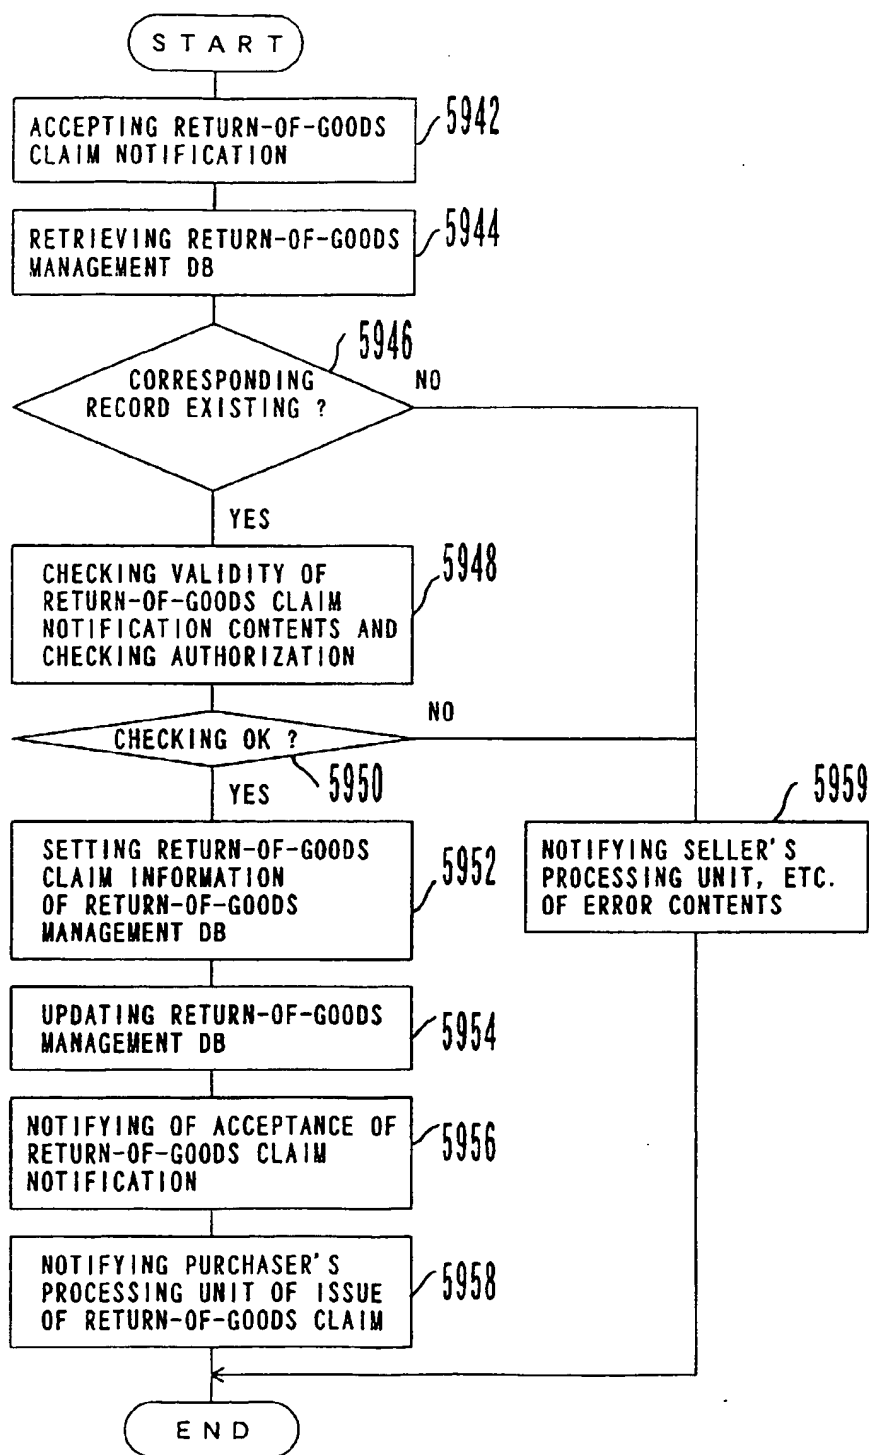 START
ACCEPTING RETURN-OF-GOODS
CLAIM NOTIFICATION
5942
RETRIEVING RETURN-OF-GOODS
MANAGEMENT DB
5944
5946
CORRESPONDING
RECORD EXISTING ?
NO
YES
CHECKING VALIDITY OF
RETURN-OF-GOODS CLAIM
NOTIFICATION CONTENTS AND
CHECKING AUTHORIZATION
5948
NO
CHECKING OK ?
5950
YES
SETTING RETURN-OF-GOODS
CLAIM INFORMATION
OF RETURN-OF-GOODS
MANAGEMENT DB
5952
5959
NOTIFYING SELLER'S
PROCESSING UNIT, ETC.
OF ERROR CONTENTS
UPDATING RETURN-OF-GOODS
MANAGEMENT DB
5954
NOTIFYING OF ACCEPTANCE OF
RETURN-OF-GOODS CLAIM
NOTIFICATION
5956
NOTIFYING PURCHASER'S
PROCESSING UNIT OF ISSUE
OF RETURN-OF-GOODS CLAIM
5958
END